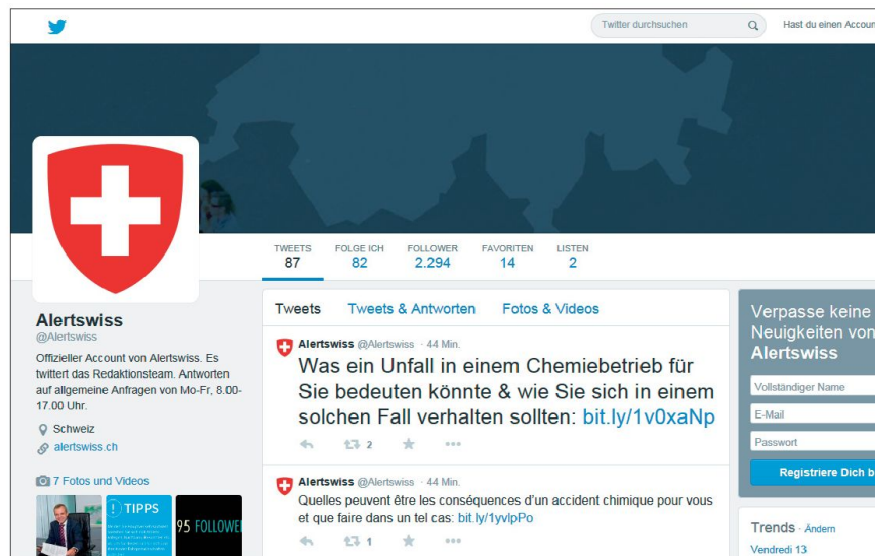 Twitter durchsuchen
Hast du einen Accoun
TWEETS FOLGE ICH FOLLOWER FAVORITEN LISTEN
87 82 2.294 14 2
Alertswiss
@Alertswiss
Offizieller Account von Alertswiss. Es
twittert das Redaktionsteam. Antworten
auf allgemeine Anfragen von Mo-Fr, 8.00-
17.00 Uhr.
Schweiz
alertswiss.ch
7 Fotos und Videos
TIPPS
95 FOLLOWE
Tweets Tweets & Antworten Fotos & Videos
Alertswiss @Alertswiss · 44 Min.
Was ein Unfall in einem Chemiebetrieb für
Sie bedeuten könnte & wie Sie sich in einem
solchen Fall verhalten sollten: bit.ly/1v0xaNp
2
Alertswiss @Alertswiss · 44 Min.
Quelles peuvent être les conséquences d'un accident chimique pour vous
et que faire dans un tel cas: bit.ly/1yvlpPo
1
Verpasse keine
Neuigkeiten von
Alertswiss
Vollständiger Name
E-Mail
Passwort
Registriere Dich b
Trends · Ändern
Vendredi 13